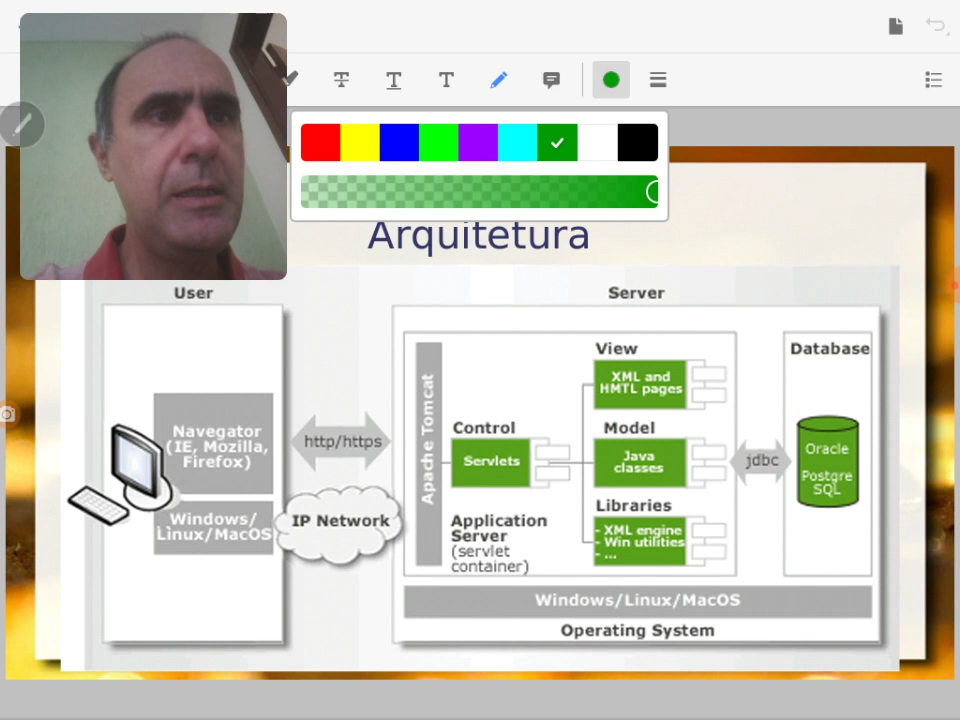 Arquitetura
User
Server
View
Database
XML and
HMTL pages
Apache Tomcat
Navegator
(IE, Mozilla,
Firefox)
http/https
Control
Servlets
Model
Java
classes
jdbc
Oracle
Postgre
SQL
Windows/
Linux/MacOS
IP Network
Application
Server
(servlet
container)
Libraries
- XML engine
- Win utilities
- ...
Windows/Linux/MacOS
Operating System